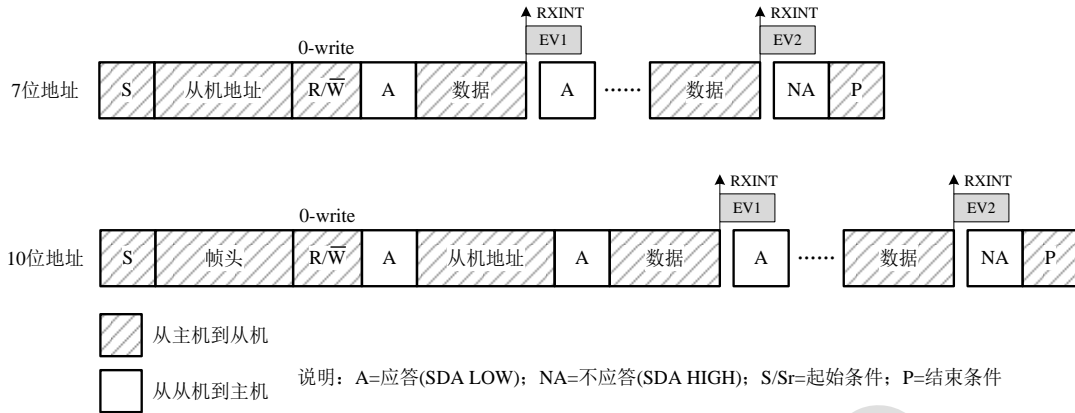 RXINT RXINT
EV1 EV2
0-write
7位地址 S 从机地址 R/W̅ A 数据 A …… 数据 NA P
RXINT RXINT
EV1 EV2
0-write
10位地址 S 帧头 R/W̅ A 从机地址 A 数据 A …… 数据 NA P
从主机到从机
从从机到主机
说明：A=应答(SDA LOW)；NA=不应答(SDA HIGH)；S/Sr=起始条件；P=结束条件